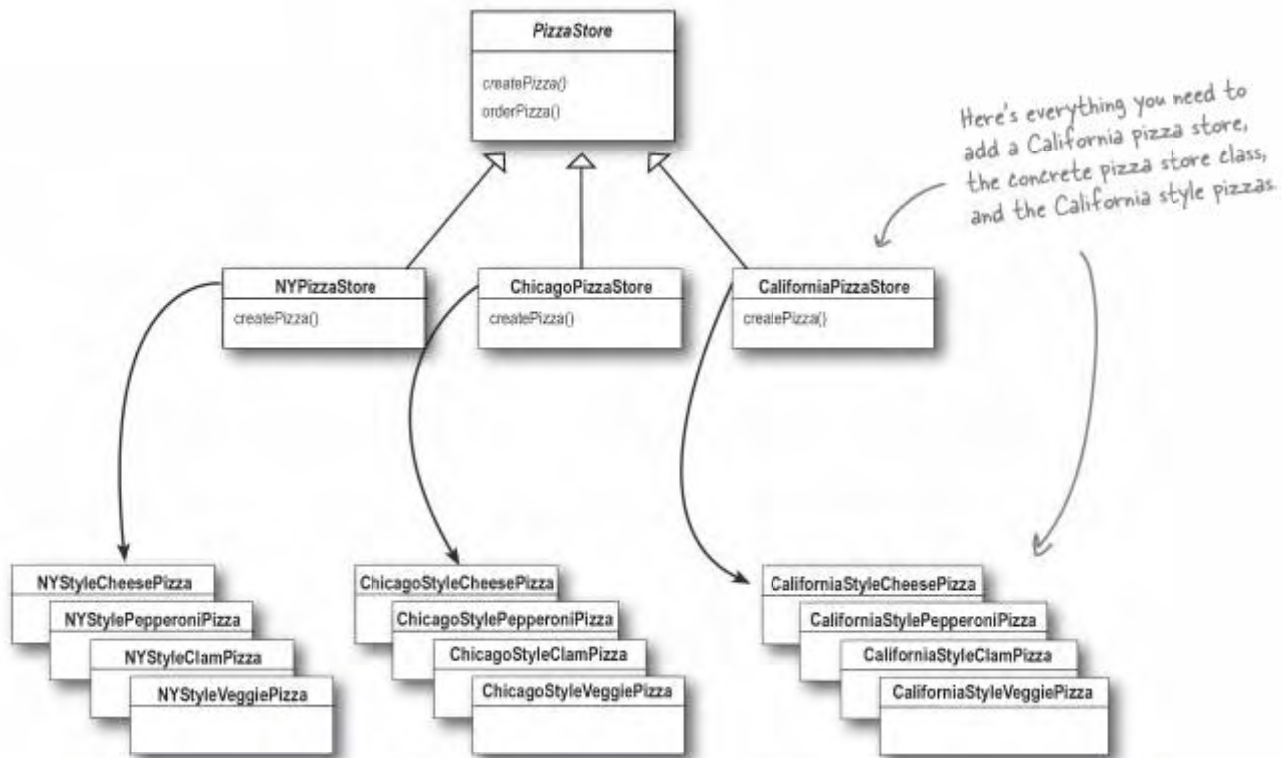 PizzaStore
createPizza()
orderPizza()
Here's everything you need to
add a California pizza store,
the concrete pizza store class,
and the California style pizzas.
NYPizzaStore
createPizza()
ChicagoPizzaStore
createPizza()
CaliforniaPizzaStore
createPizza()
NYStyleCheesePizza
NYStylePepperoniPizza
NYStyleClamPizza
NYStyleVeggiePizza
ChicagoStyleCheesePizza
ChicagoStylePepperoniPizza
ChicagoStyleClamPizza
ChicagoStyleVeggiePizza
CaliforniaStyleCheesePizza
CaliforniaStylePepperoniPizza
CaliforniaStyleClamPizza
CaliforniaStyleVeggiePizza